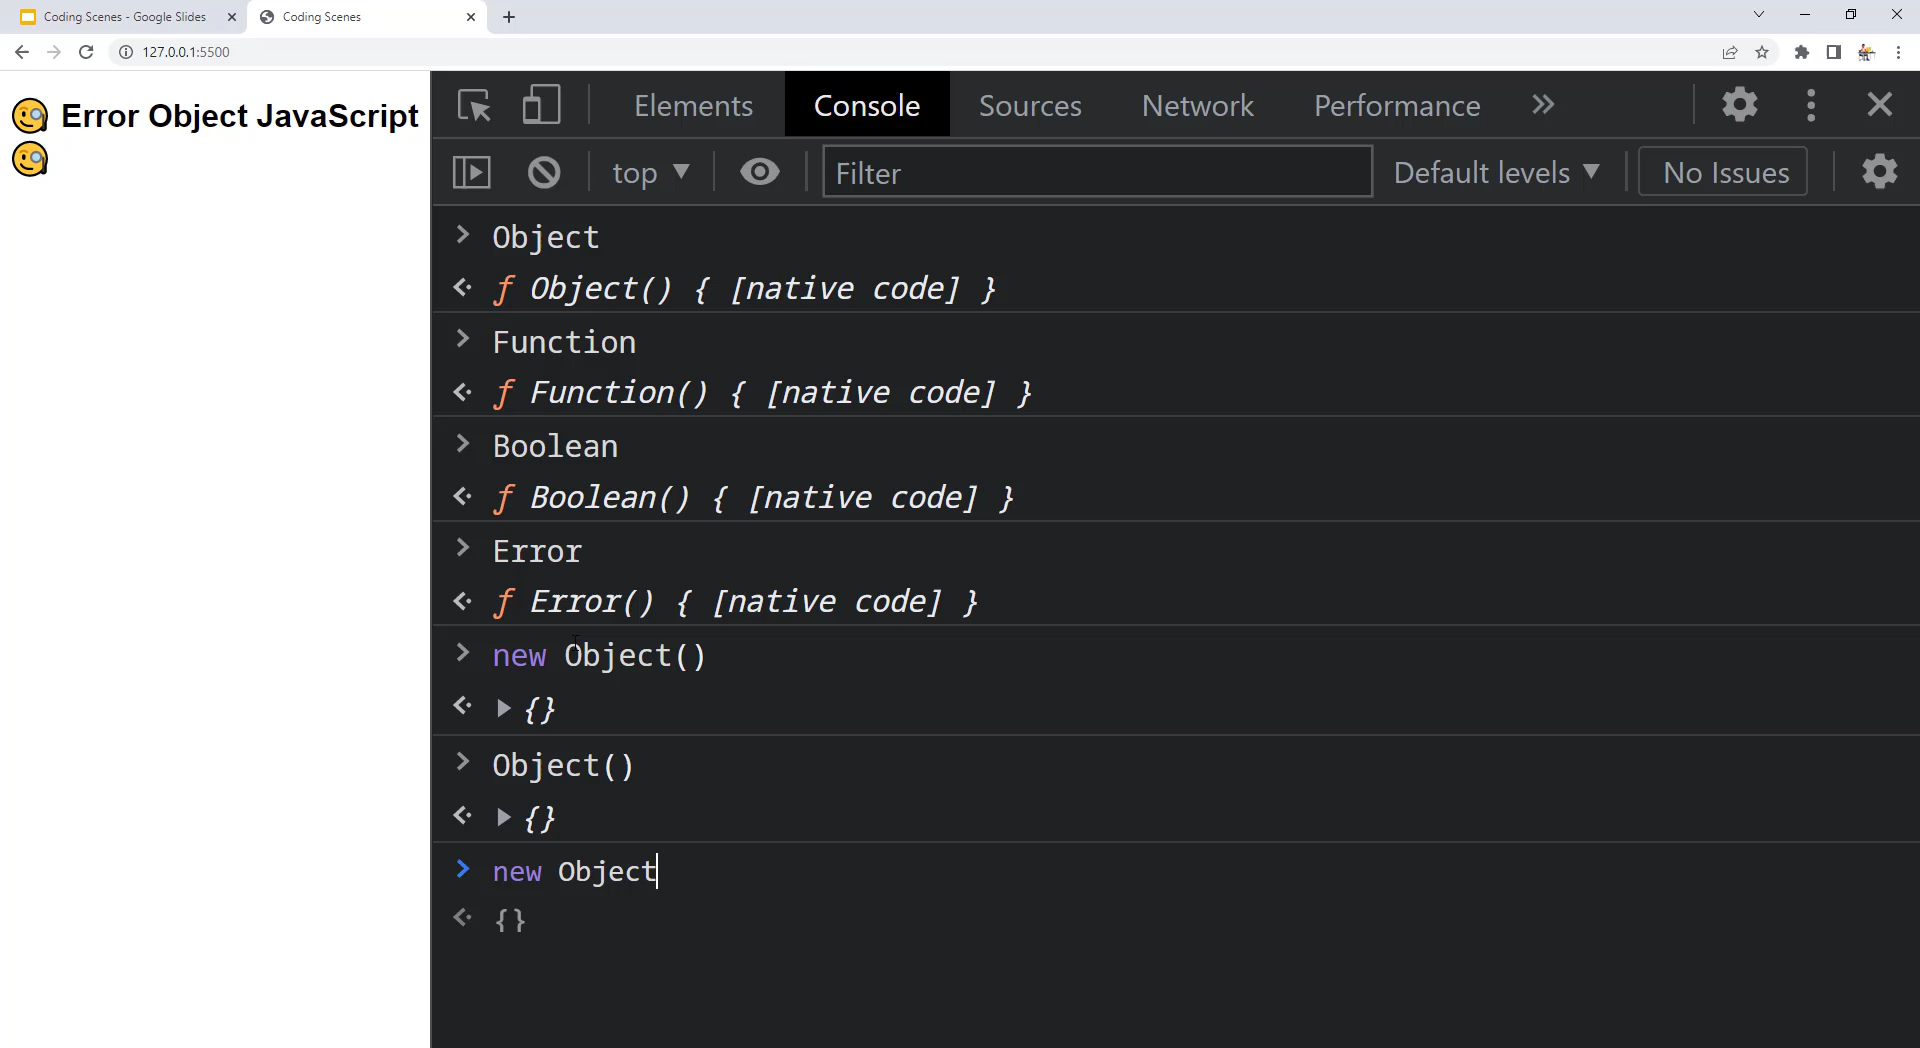 Coding Scenes - Google Slides
Coding Scenes
127.0.0.1:5500
Error Object JavaScript
Elements Console Sources Network Performance
top Filter Default levels No Issues
Object
ƒ Object() { [native code] }
Function
ƒ Function() { [native code] }
Boolean
ƒ Boolean() { [native code] }
Error
ƒ Error() { [native code] }
new Object()
{}
Object()
{}
new Object
{}